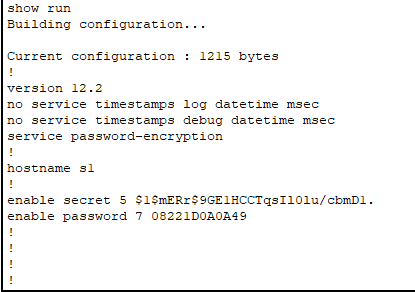 show run
Building configuration...
Current configuration : 1215 bytes
!
version 12.2
no service timestamps log datetime msec
no service timestamps debug datetime msec
service password-encryption
!
hostname s1
!
enable secret 5 $1$mERr$9GE1HCCTqsIl01u/cbmD1.
enable password 7 08221D0A0A49
!
!
!
!